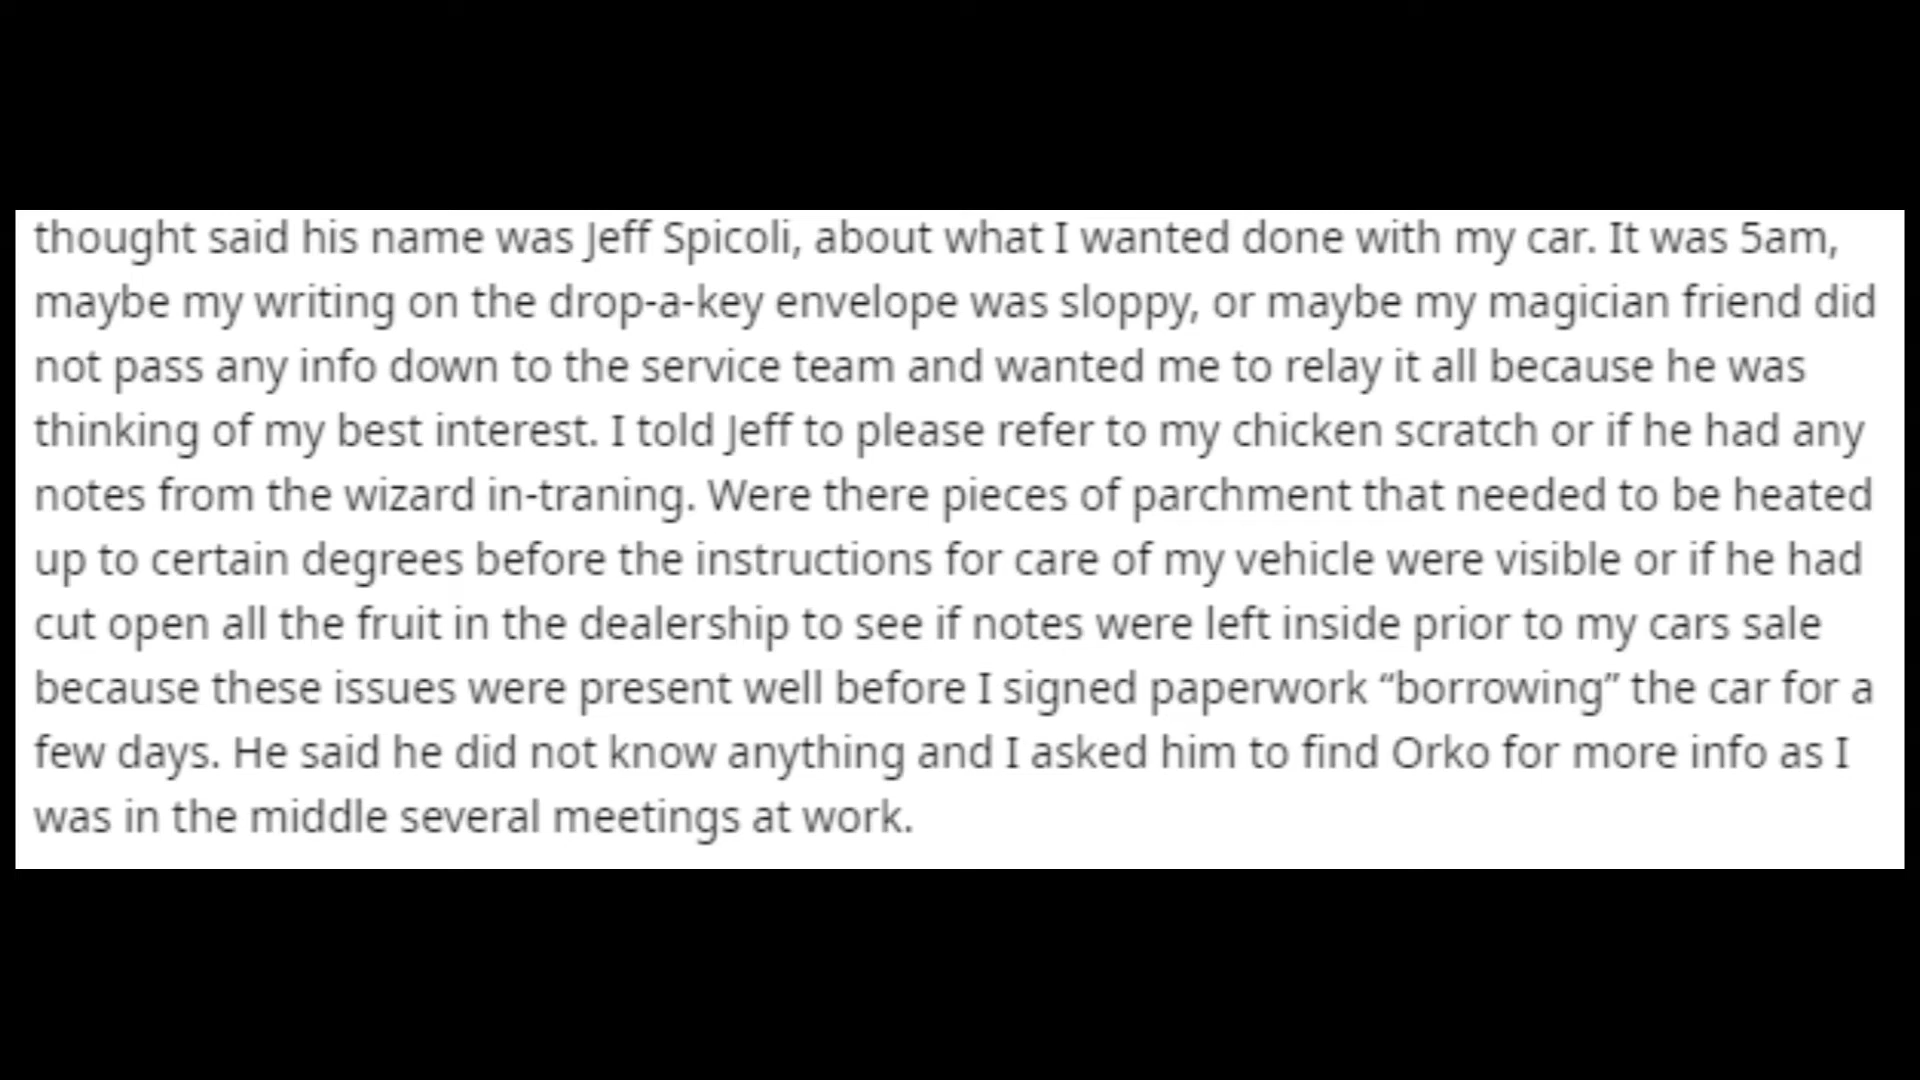 thought said his name was Jeff Spicoli, about what I wanted done with my car. It was 5am,
maybe my writing on the drop-a-key envelope was sloppy, or maybe my magician friend did
not pass any info down to the service team and wanted me to relay it all because he was
thinking of my best interest. I told Jeff to please refer to my chicken scratch or if he had any
notes from the wizard in-traning. Were there pieces of parchment that needed to be heated
up to certain degrees before the instructions for care of my vehicle were visible or if he had
cut open all the fruit in the dealership to see if notes were left inside prior to my cars sale
because these issues were present well before I signed paperwork “borrowing” the car for a
few days. He said he did not know anything and I asked him to find Orko for more info as I
was in the middle several meetings at work.